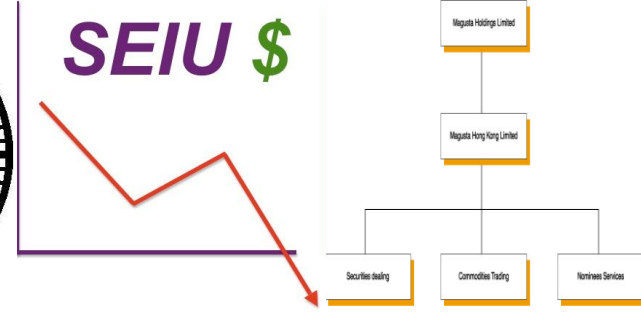 SEIU $
Magusta Holdings Limited
Magusta Hong Kong Limited
Securities dealing
Commodities Trading
Nominees Services